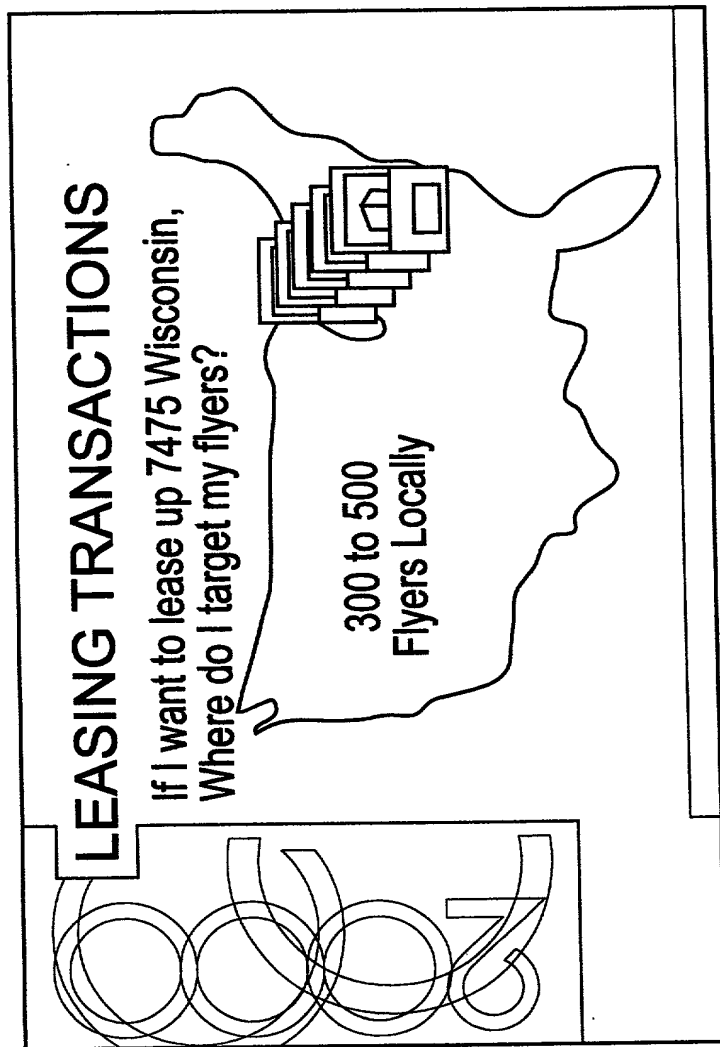 LEASING TRANSACTIONS
If I want to lease up 7475 Wisconsin,
Where do I target my flyers?
300 to 500
Flyers Locally